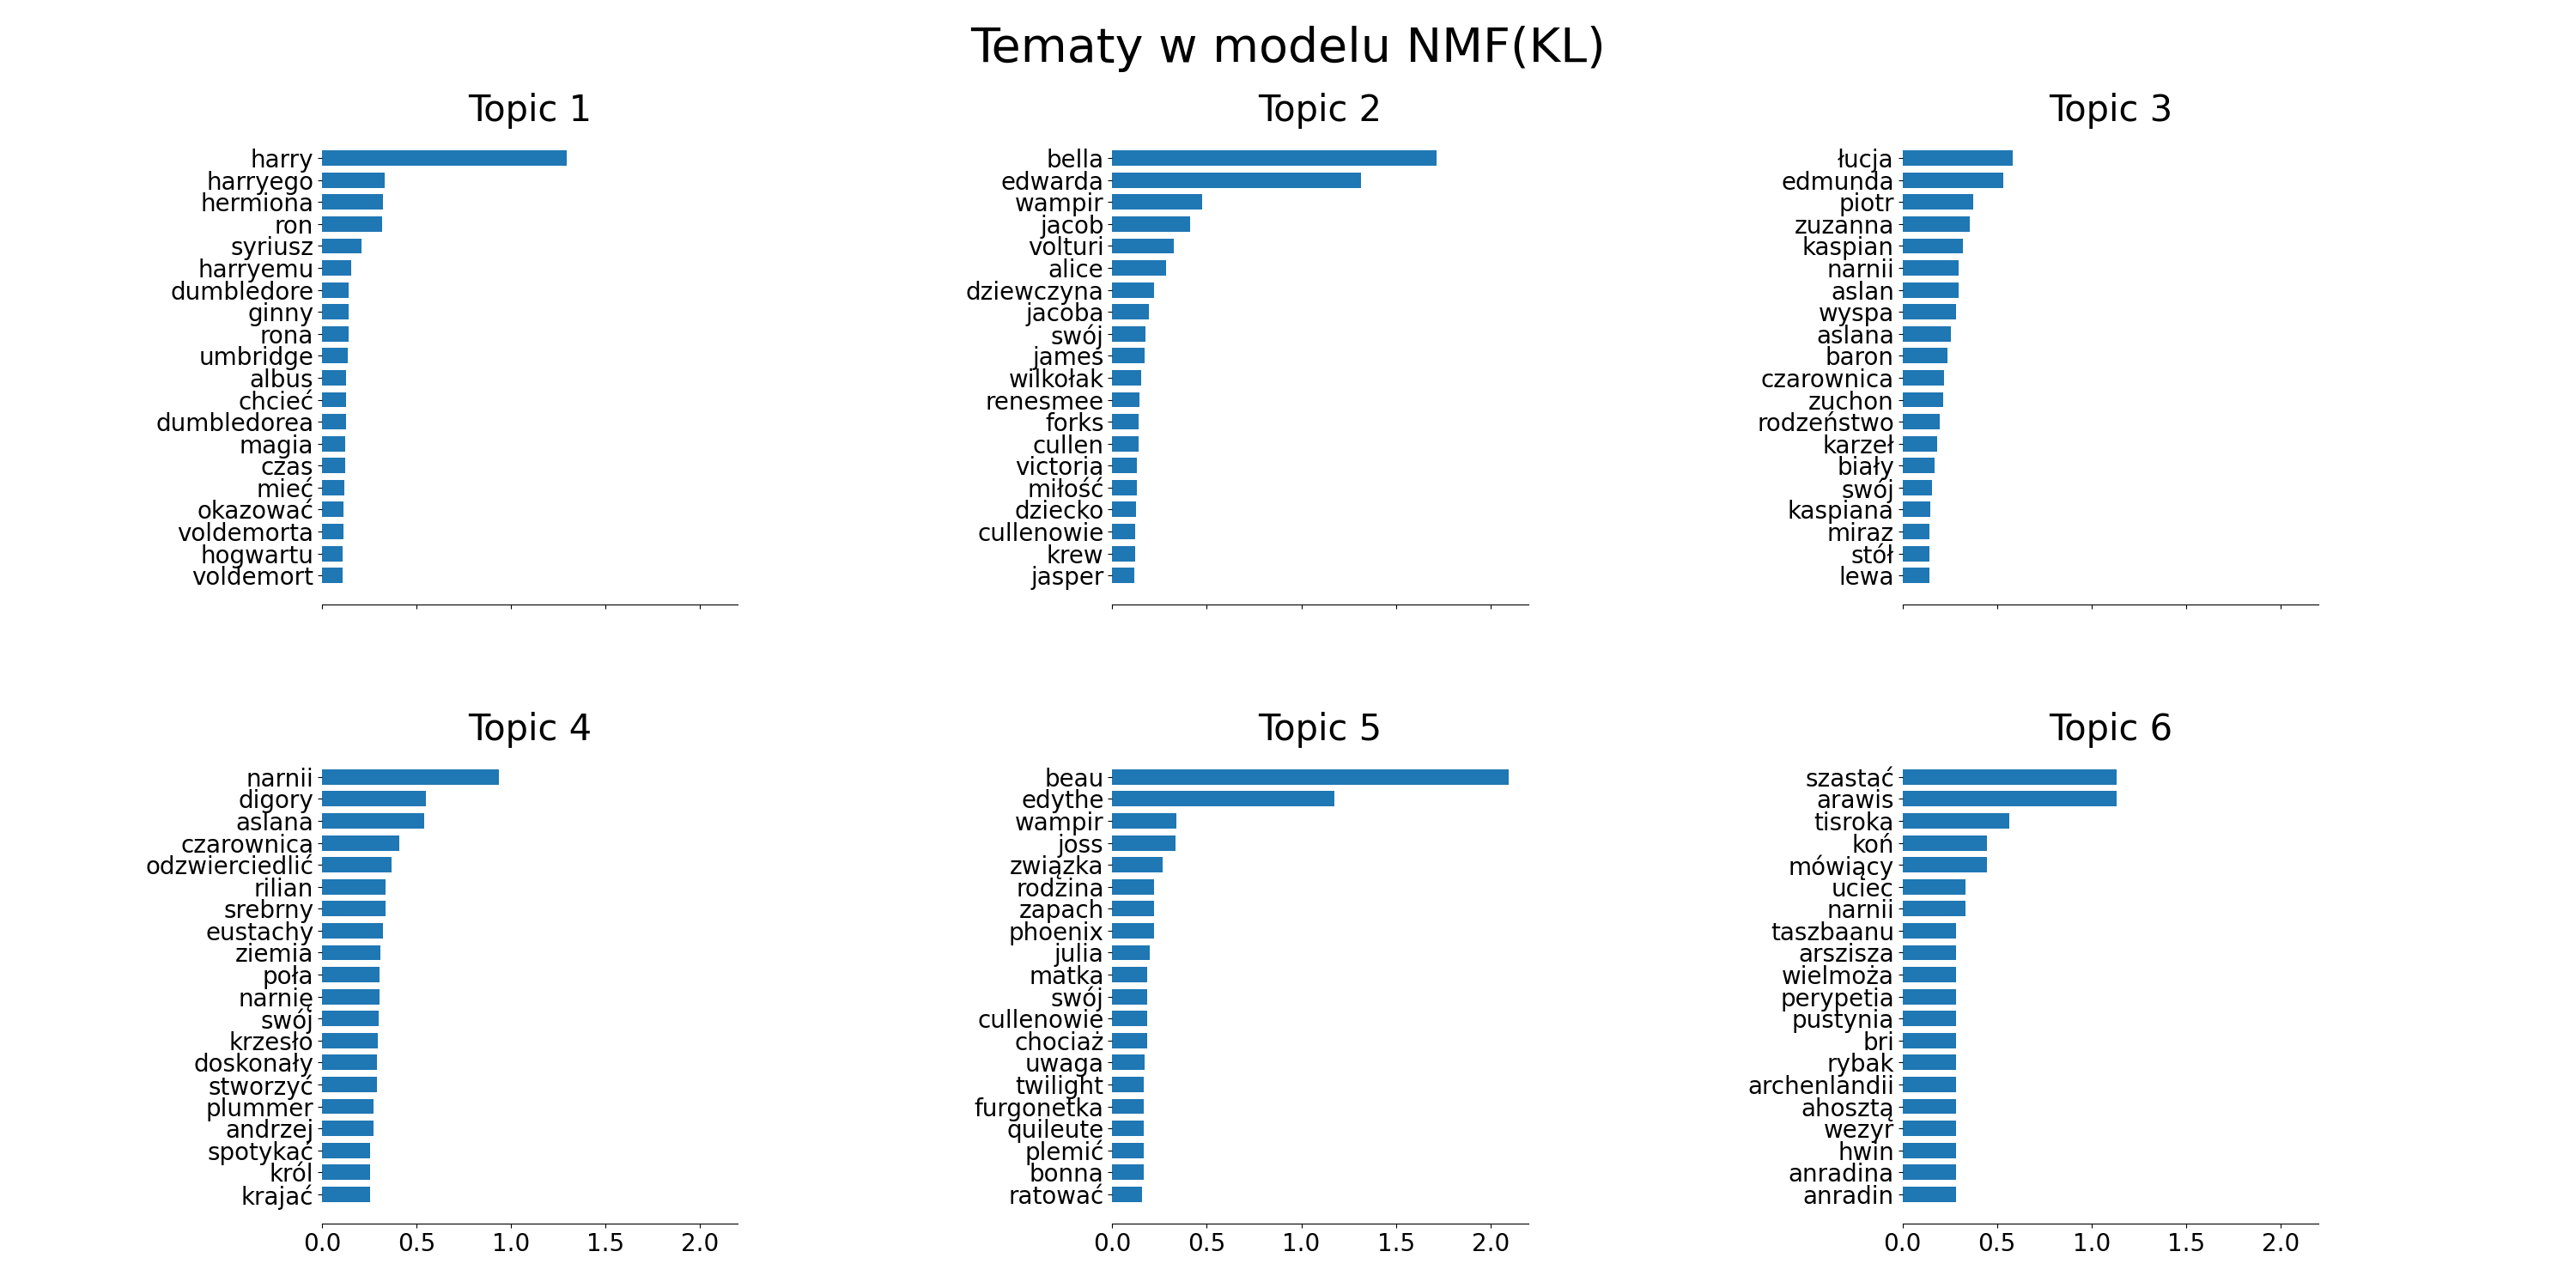 Tematy w modelu NMF(KL)
Topic 1
harry
harryego
hermiona
ron
syriusz
harryemu
dumbledore
ginny
rona
umbridge
albus
chcieć
dumbledorea
magia
czas
mieć
okazować
voldemorta
hogwartu
voldemort
Topic 2
bella
edwarda
wampir
jacob
volturi
alice
dziewczyna
jacoba
swój
james
wilkołak
renesmee
forks
cullen
victoria
miłość
dziecko
cullenowie
krew
jasper
Topic 3
łucja
edmunda
piotr
zuzanna
kaspian
narnii
aslan
wyspa
aslana
baron
czarownica
zuchon
rodzeństwo
karzeł
biały
swój
kaspiana
miraz
stół
lewa
Topic 4
narnii
digory
aslana
czarownica
odzwierciedlić
rilian
srebrny
eustachy
ziemia
poła
narnię
swój
krzesło
doskonały
stworzyć
plummer
andrzej
spotykać
król
krajać
0.0 0.5 1.0 1.5 2.0
Topic 5
beau
edythe
wampir
joss
związka
rodzina
zapach
phoenix
julia
matka
swój
cullenowie
chociaż
uwaga
twilight
furgonetka
quileute
plemić
bonna
ratować
0.0 0.5 1.0 1.5 2.0
Topic 6
szastać
arawis
tisroka
koń
mówiący
uciec
narnii
taszbaanu
arszisza
wielmoża
perypetia
pustynia
bri
rybak
archenlandii
ahosztą
wezyr
hwin
anradina
anradin
0.0 0.5 1.0 1.5 2.0